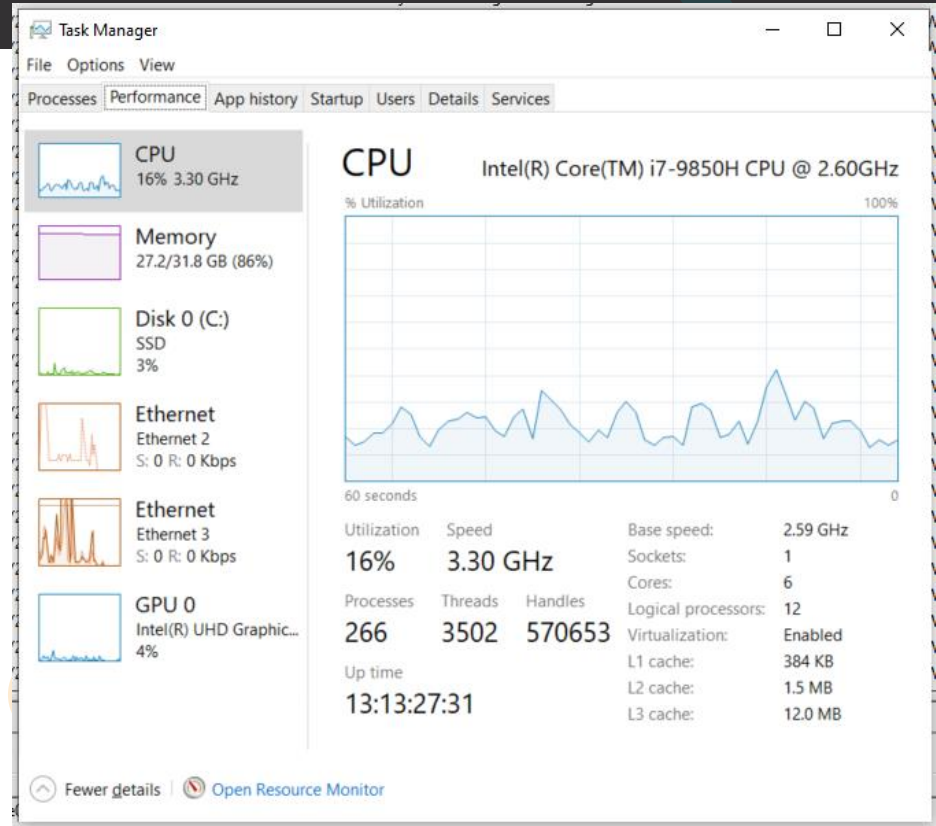 Task Manager
File Options View
Processes Performance App history Startup Users Details Services
CPU
16% 3.30 GHz
Memory
27.2/31.8 GB (86%)
Disk 0 (C:)
SSD
3%
Ethernet
Ethernet 2
S: 0 R: 0 Kbps
Ethernet
Ethernet 3
S: 0 R: 0 Kbps
GPU 0
Intel(R) UHD Graphic...
4%
CPU Intel(R) Core(TM) i7-9850H CPU @ 2.60GHz
% Utilization 100%
60 seconds 0
Utilization Speed
16% 3.30 GHz
Processes Threads Handles
266 3502 570653
Up time
13:13:27:31
Base speed: 2.59 GHz
Sockets: 1
Cores: 6
Logical processors: 12
Virtualization: Enabled
L1 cache: 384 KB
L2 cache: 1.5 MB
L3 cache: 12.0 MB
Fewer details Open Resource Monitor